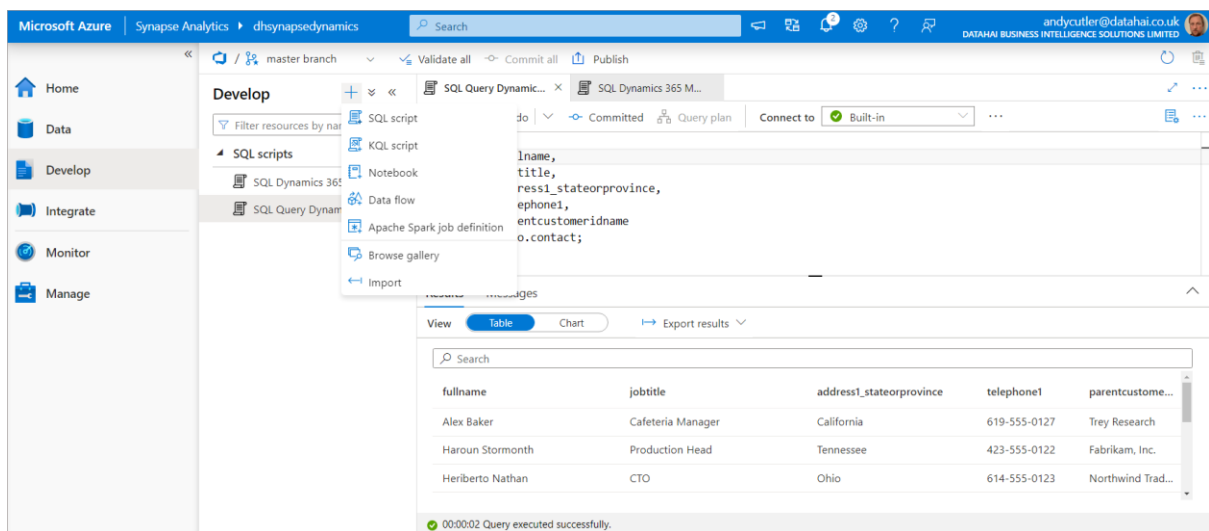 Microsoft Azure | Synapse Analytics ▸ dhsynapsedynamics
Search
2
andycutler@datahai.co.uk
DATAHAI BUSINESS INTELLIGENCE SOLUTIONS LIMITED
/ master branch
Validate all Commit all Publish
Home
Data
Develop
Integrate
Monitor
Manage
Develop
Filter resources by nam
SQL scripts
SQL Dynamics 365
SQL Query Dynam
SQL script
KQL script
Notebook
Data flow
Apache Spark job definition
Browse gallery
Import
SQL Query Dynamic... × SQL Dynamics 365 M...
do Committed Query plan Connect to Built-in ...
lname,
title,
ress1_stateorprovince,
ephone1,
entcustomeridname
o.contact;
Results Messages
View Table Chart Export results
Search
fullname jobtitle address1_stateorprovince telephone1 parentcustome...
Alex Baker Cafeteria Manager California 619-555-0127 Trey Research
Haroun Stormonth Production Head Tennessee 423-555-0122 Fabrikam, Inc.
Heriberto Nathan CTO Ohio 614-555-0123 Northwind Trad...
00:00:02 Query executed successfully.